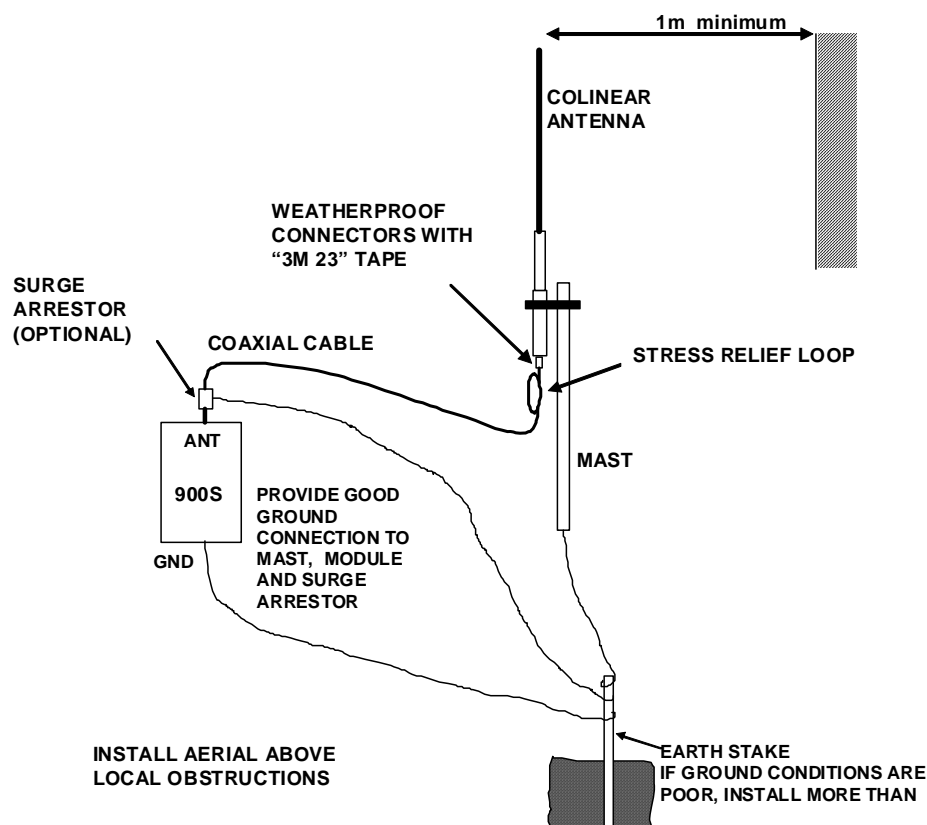 1m minimum
COLINEAR
ANTENNA
WEATHERPROOF
CONNECTORS WITH
“3M 23” TAPE
SURGE
ARRESTOR
(OPTIONAL)
COAXIAL CABLE
STRESS RELIEF LOOP
ANT
900S
MAST
PROVIDE GOOD
GROUND
CONNECTION TO
MAST, MODULE
AND SURGE
ARRESTOR
GND
INSTALL AERIAL ABOVE
LOCAL OBSTRUCTIONS
EARTH STAKE
IF GROUND CONDITIONS ARE
POOR, INSTALL MORE THAN